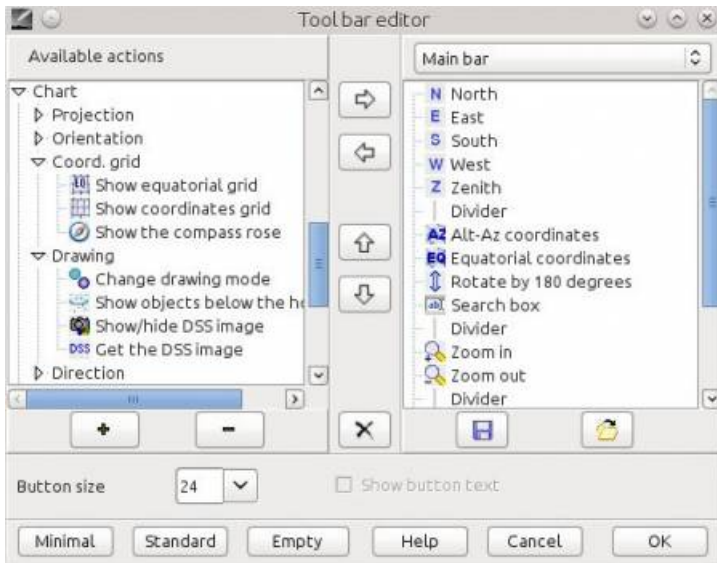 Tool bar editor
Available actions
Chart
Projection
Orientation
Coord. grid
Show equatorial grid
Show coordinates grid
Show the compass rose
Drawing
Change drawing mode
Show objects below the ho
Show/hide DSS image
DSS Get the DSS image
Direction
Main bar
N North
E East
S South
W West
Z Zenith
Divider
AZ Alt-Az coordinates
EQ Equatorial coordinates
Rotate by 180 degrees
ab Search box
Divider
Zoom in
Zoom out
Divider
+ -
Button size 24
Show button text
Minimal Standard Empty Help Cancel OK